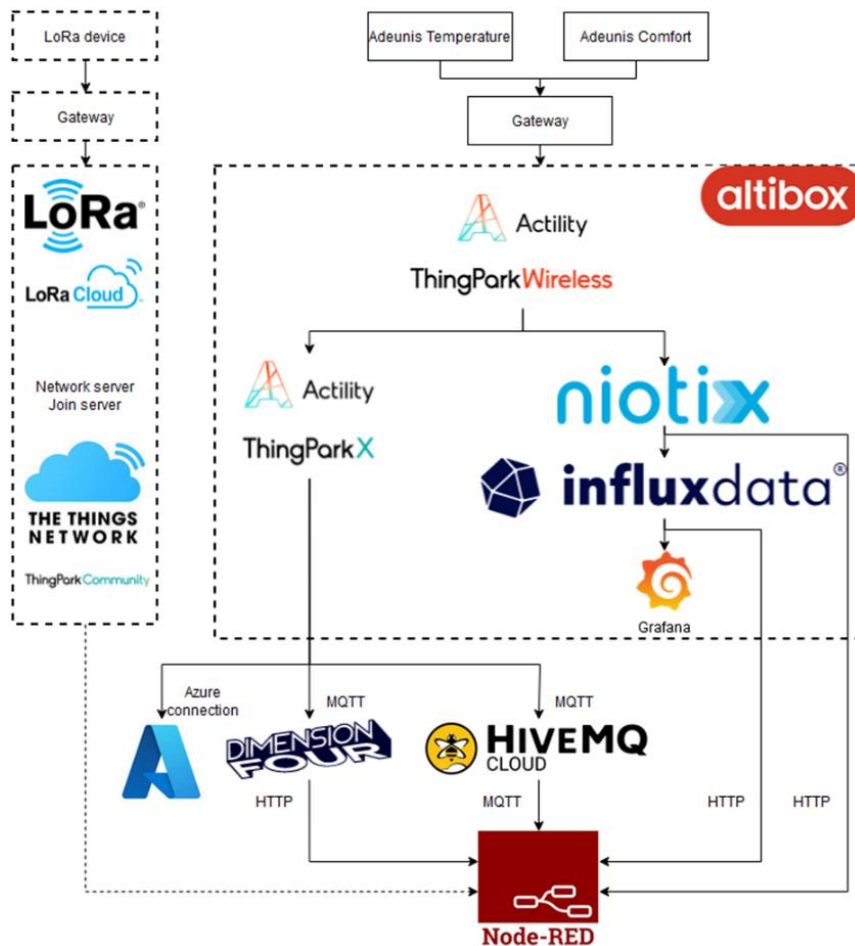 LoRa device
Gateway
LoRa®
LoRa Cloud
Network server
Join server
THE THINGS
NETWORK
ThingPark Community
Adeunis Temperature
Adeunis Comfort
Gateway
altibox
Actility
ThingPark Wireless
Actility
ThingPark X
niotix
influxdata®
Grafana
Azure
connection
MQTT
MQTT
DIMENSION
FOUR
HIVEMQ
CLOUD
HTTP
MQTT
HTTP
HTTP
Node-RED